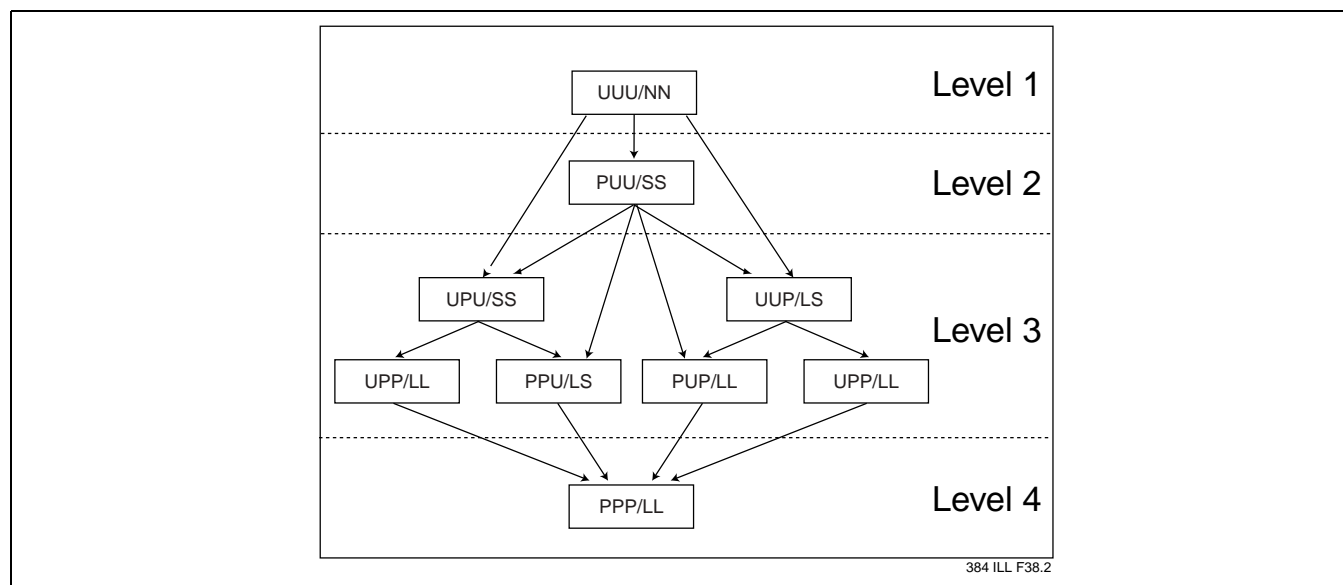 UUU/NN
Level 1
PUU/SS
Level 2
UPU/SS
UUP/LS
Level 3
UPP/LL
PPU/LS
PUP/LL
UPP/LL
PPP/LL
Level 4
384 ILL F38.2